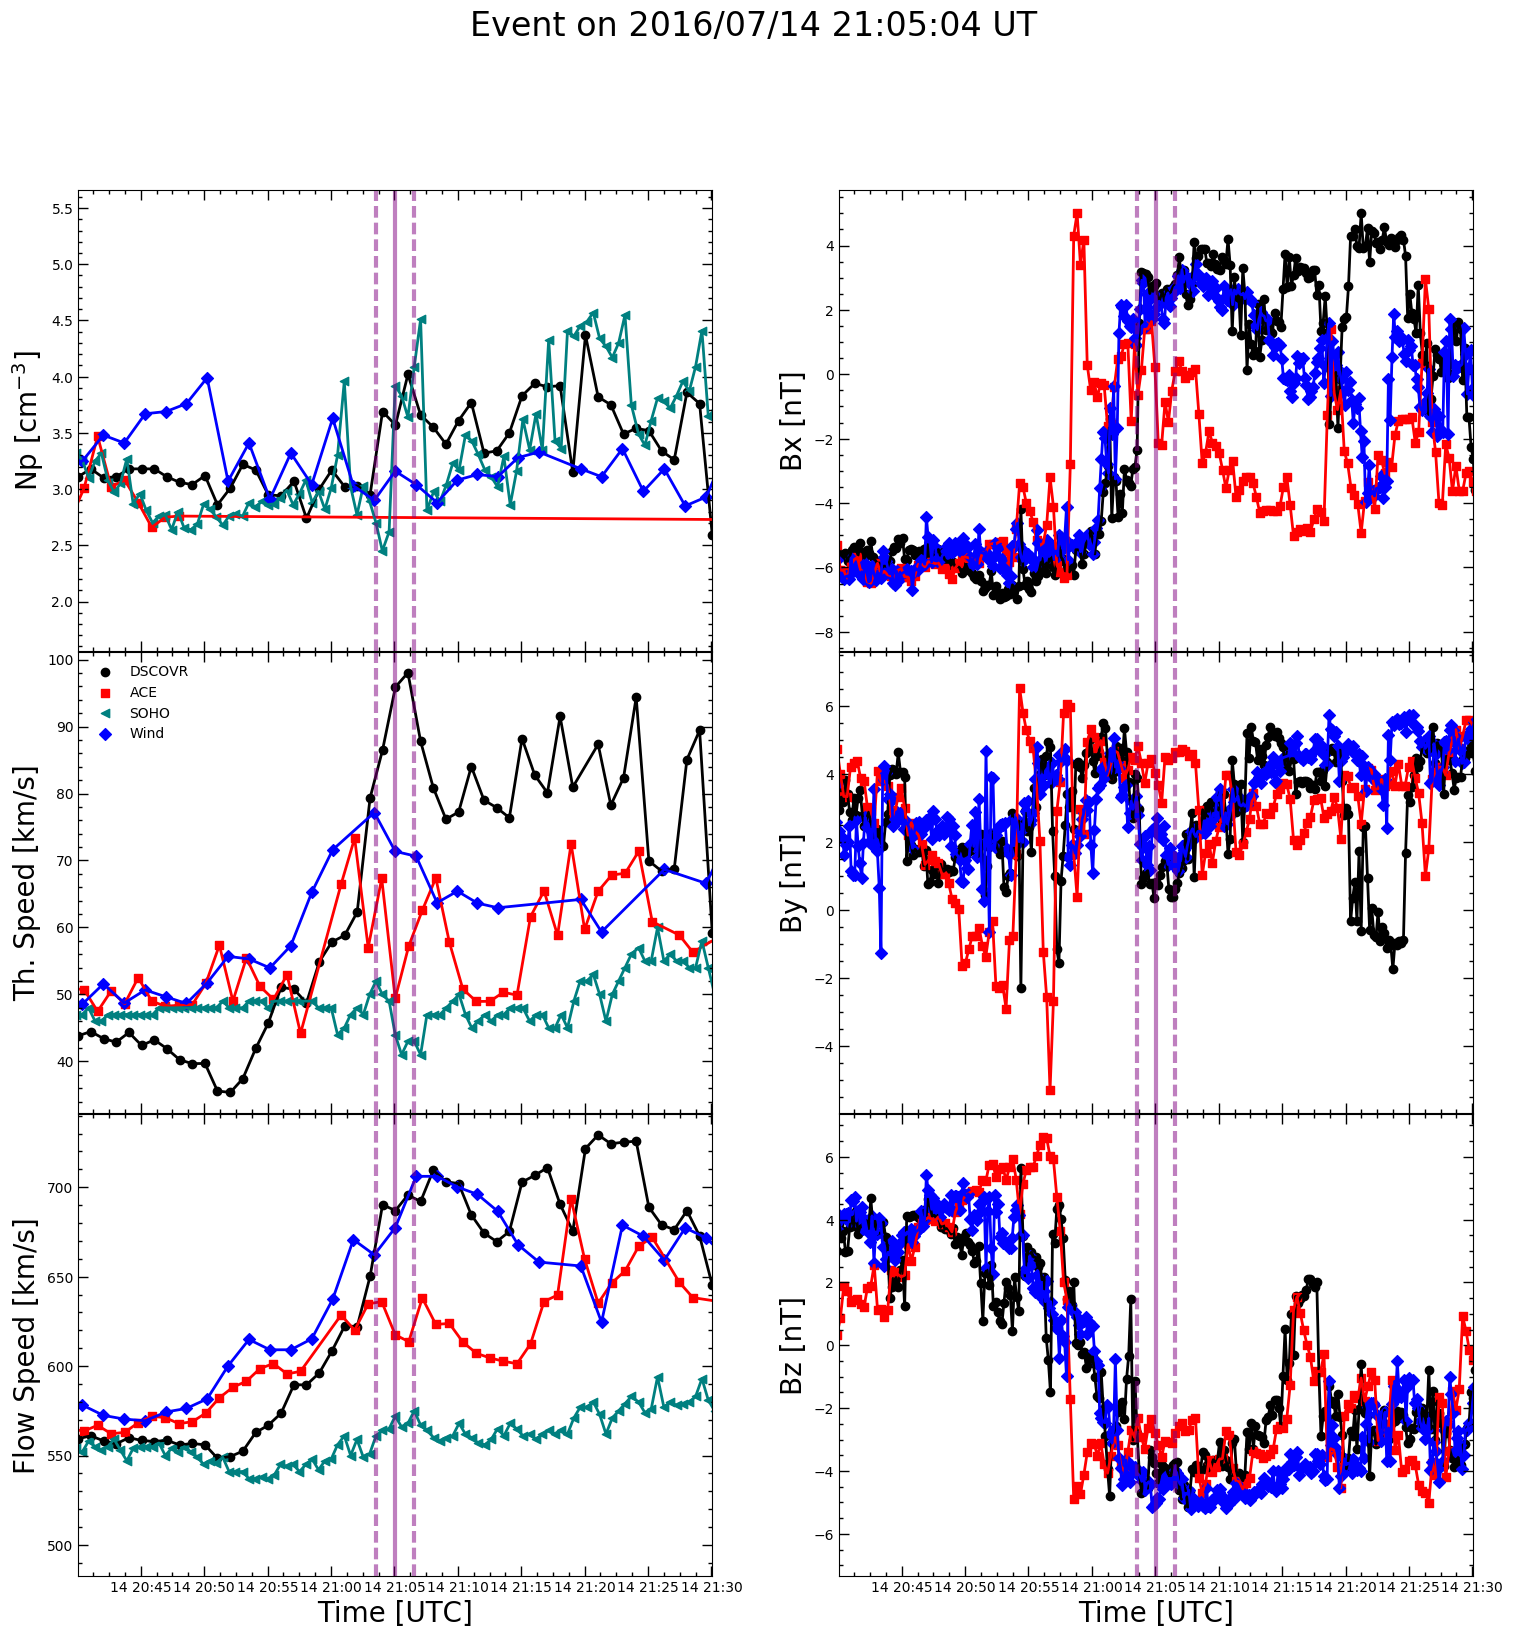 Event on 2016/07/14 21:05:04 UT
Np [cm⁻³]
5.5
5.0
4.5
4.0
3.5
3.0
2.5
2.0
Th. Speed [km/s]
100
90
80
70
60
50
40
DSCOVR
ACE
SOHO
Wind
Flow Speed [km/s]
700
650
600
550
500
14 20:45 14 20:50 14 20:55 14 21:00 14 21:05 14 21:10 14 21:15 14 21:20 14 21:25 14 21:30
Time [UTC]
Bx [nT]
4
2
0
−2
−4
−6
−8
By [nT]
6
4
2
0
−2
−4
Bz [nT]
6
4
2
0
−2
−4
−6
14 20:45 14 20:50 14 20:55 14 21:00 14 21:05 14 21:10 14 21:15 14 21:20 14 21:25 14 21:30
Time [UTC]